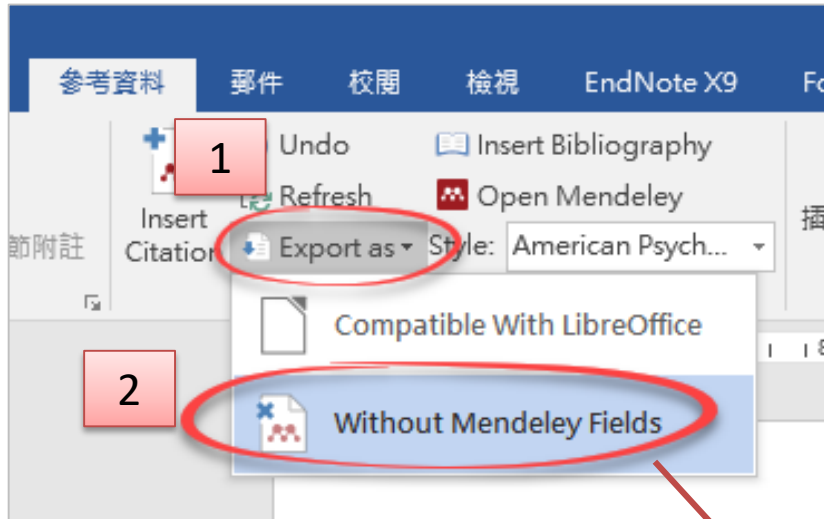 參考資料 郵件 校閱 檢視 EndNote X9
1 Undo Insert Bibliography
Refresh Open Mendeley
Insert
Citation Export as Style: American Psych...
節附註
Compatible With LibreOffice
2
Without Mendeley Fields